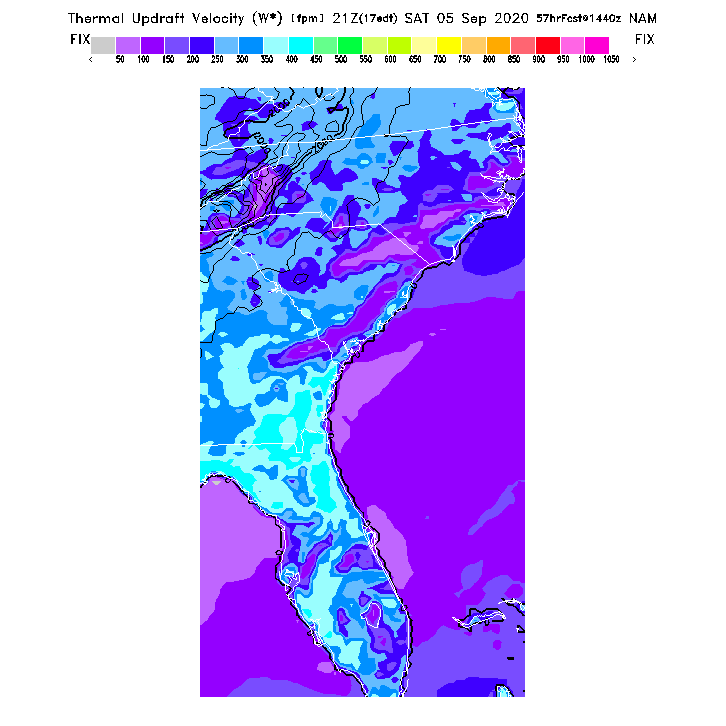 Thermal Updraft Velocity (W*) [fpm] 21Z(17edt) SAT 05 Sep 2020 57hrFcst@1440z NAM
FIX FIX
< 50 100 150 200 250 300 350 400 450 500 550 600 650 700 750 800 850 900 950 1000 1050 >